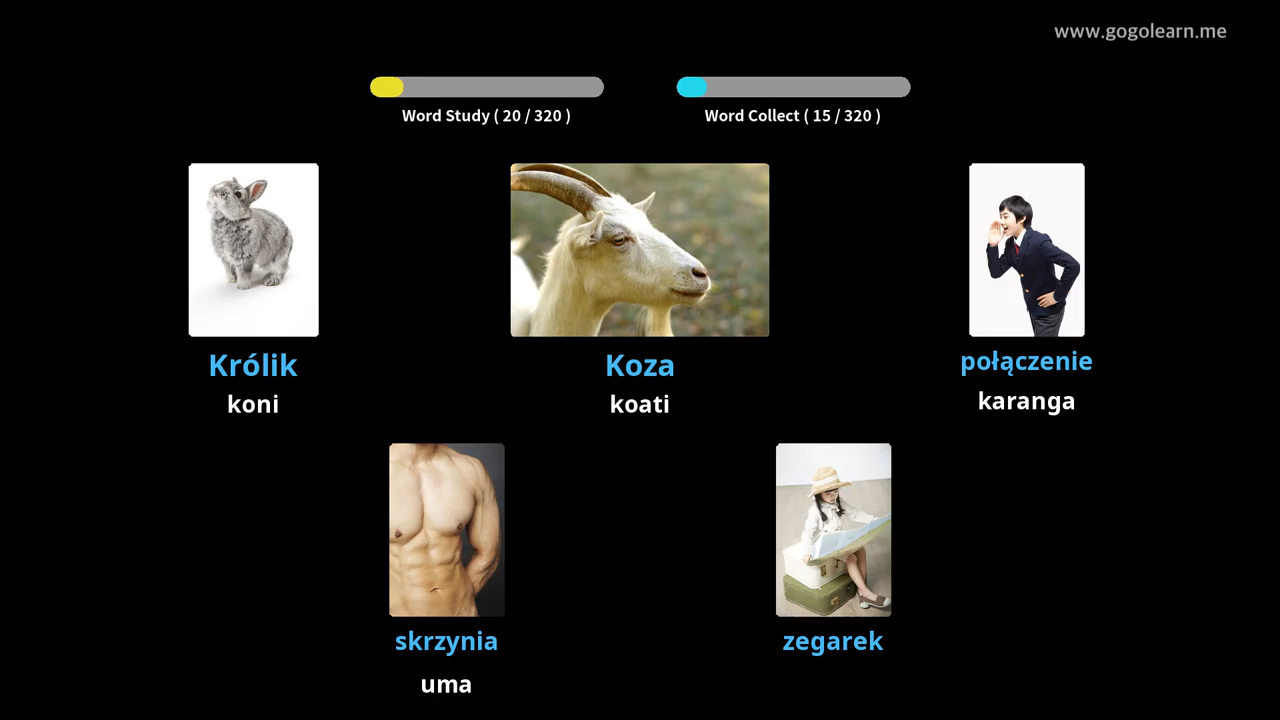 www.gogolearn.me
Word Study ( 20 / 320 )
Word Collect ( 15 / 320 )
Królik
koni
Koza
koati
połączenie
karanga
skrzynia
uma
zegarek